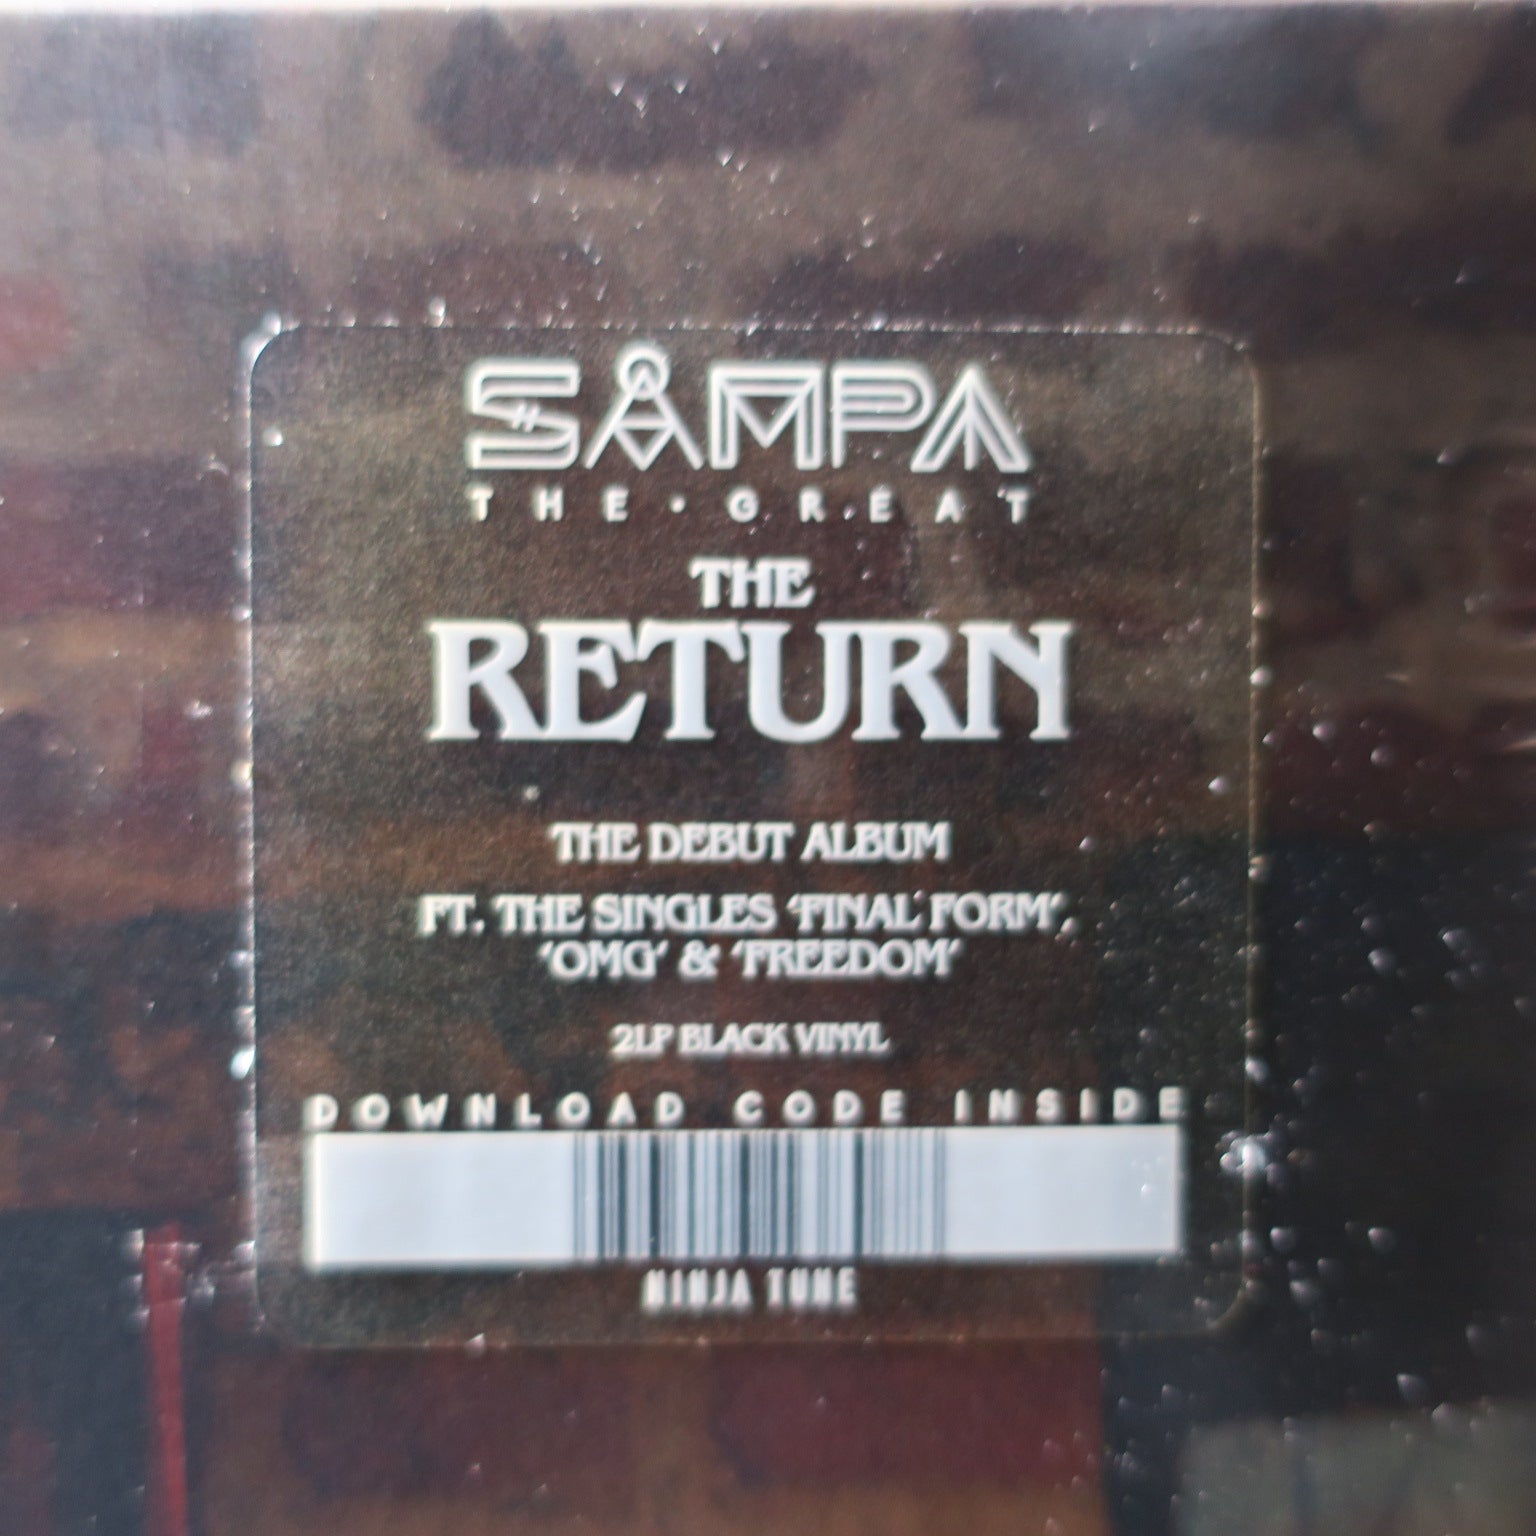 SAMPA
THE · GREAT
THE
RETURN
THE DEBUT ALBUM
FT. THE SINGLES ‘FINAL FORM’,
‘OMG’ & ‘FREEDOM’
2LP BLACK VINYL
DOWNLOAD CODE INSIDE
NINJA TUNE